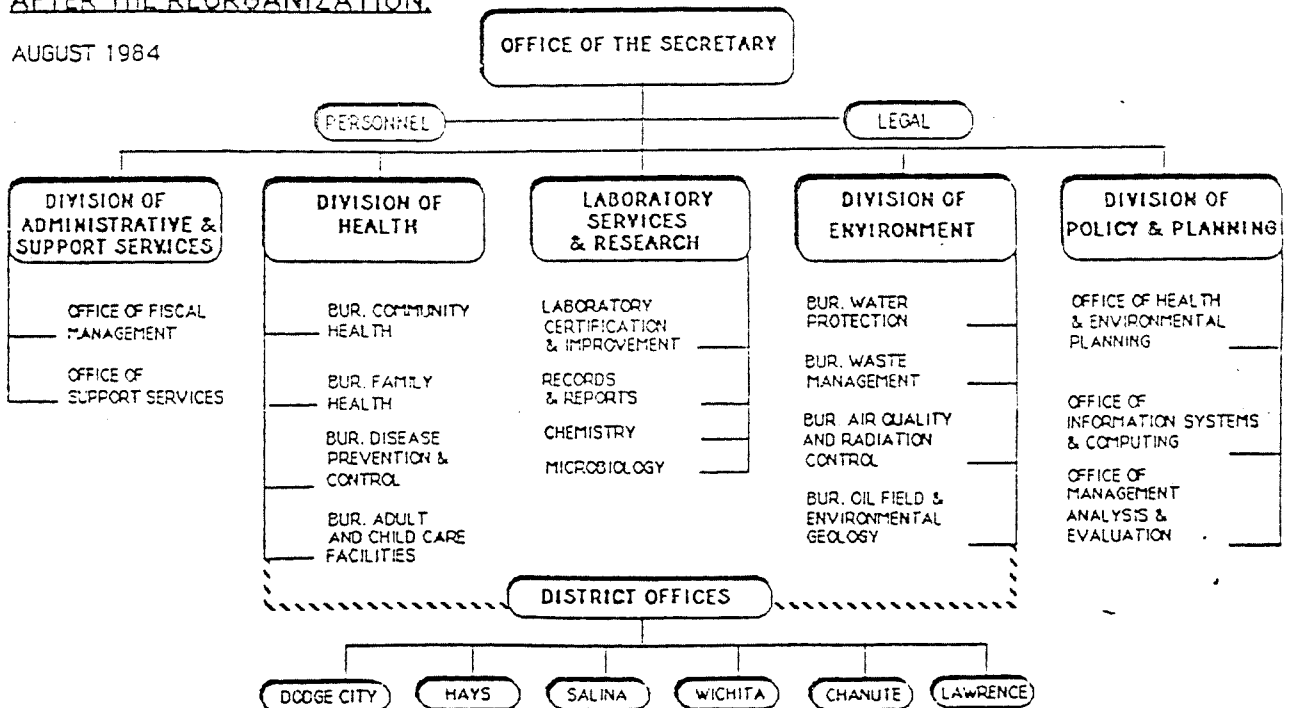 AFTER THE REORGANIZATION.
AUGUST 1984
OFFICE OF THE SECRETARY
PERSONNEL
LEGAL
DIVISION OF
ADMINISTRATIVE &
SUPPORT SERVICES
OFFICE OF FISCAL
MANAGEMENT
OFFICE OF
SUPPORT SERVICES
DIVISION OF
HEALTH
BUR. COMMUNITY
HEALTH
BUR. FAMILY
HEALTH
BUR. DISEASE
PREVENTION &
CONTROL
BUR. ADULT
AND CHILD CARE
FACILITIES
LABORATORY
SERVICES
& RESEARCH
LABORATORY
CERTIFICATION
& IMPROVEMENT
RECORDS
& REPORTS
CHEMISTRY
MICROBIOLOGY
DIVISION OF
ENVIRONMENT
BUR. WATER
PROTECTION
BUR. WASTE
MANAGEMENT
BUR. AIR QUALITY
AND RADIATION
CONTROL
BUR. OIL FIELD &
ENVIRONMENTAL
GEOLOGY
DIVISION OF
POLICY & PLANNING
OFFICE OF HEALTH
& ENVIRONMENTAL
PLANNING
OFFICE OF
INFORMATION SYSTEMS
& COMPUTING
OFFICE OF
MANAGEMENT
ANALYSIS &
EVALUATION
DISTRICT OFFICES
DODGE CITY
HAYS
SALINA
WICHITA
CHANUTE
LAWRENCE